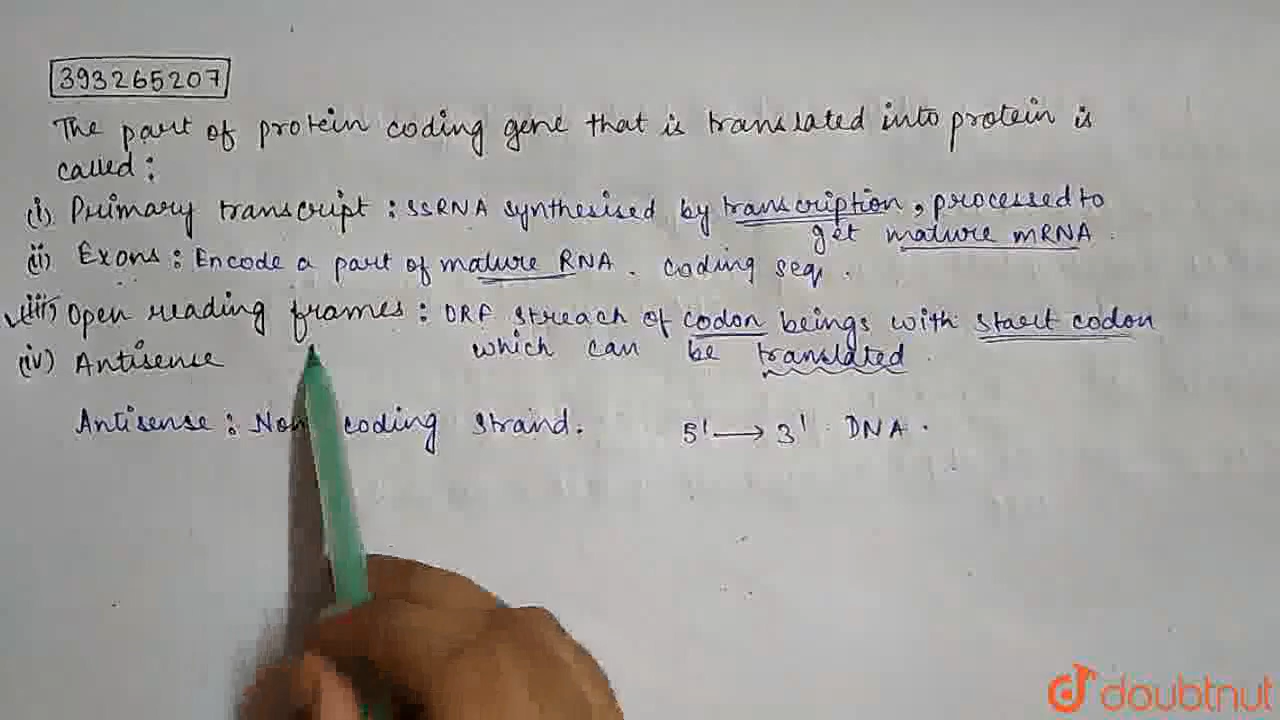 393265207
The part of protein coding gene that is translated into protein is
called:
(i) Primary transcript : SSRNA synthesised by transcription, processed to
get mature mRNA.
(ii) Exons : Encode a part of mature RNA. Coding seq.
(iii) Open reading frames : ORF streach of codon beings with start codon
which can be translated.
(iv) Antisense
Antisense : Non coding strand. 5' → 3' DNA.
doubtnut